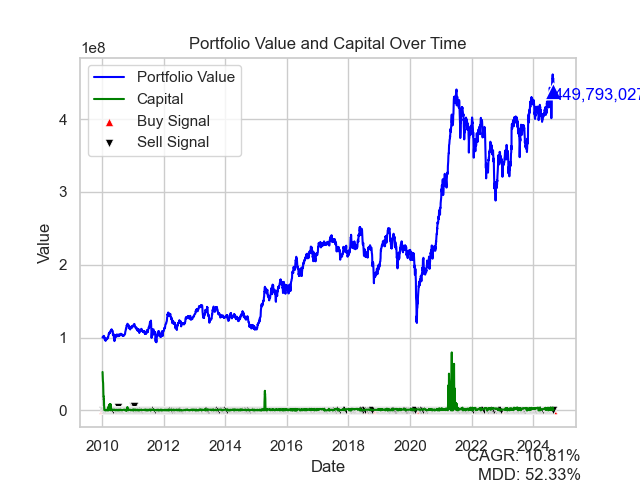 Portfolio Value and Capital Over Time
1e8
Portfolio Value
Capital
Buy Signal
Sell Signal
449,793,027
4
3
2
1
0
Value
2010 2012 2014 2016 2018 2020 2022 2024
Date
CAGR: 10.81%
MDD: 52.33%